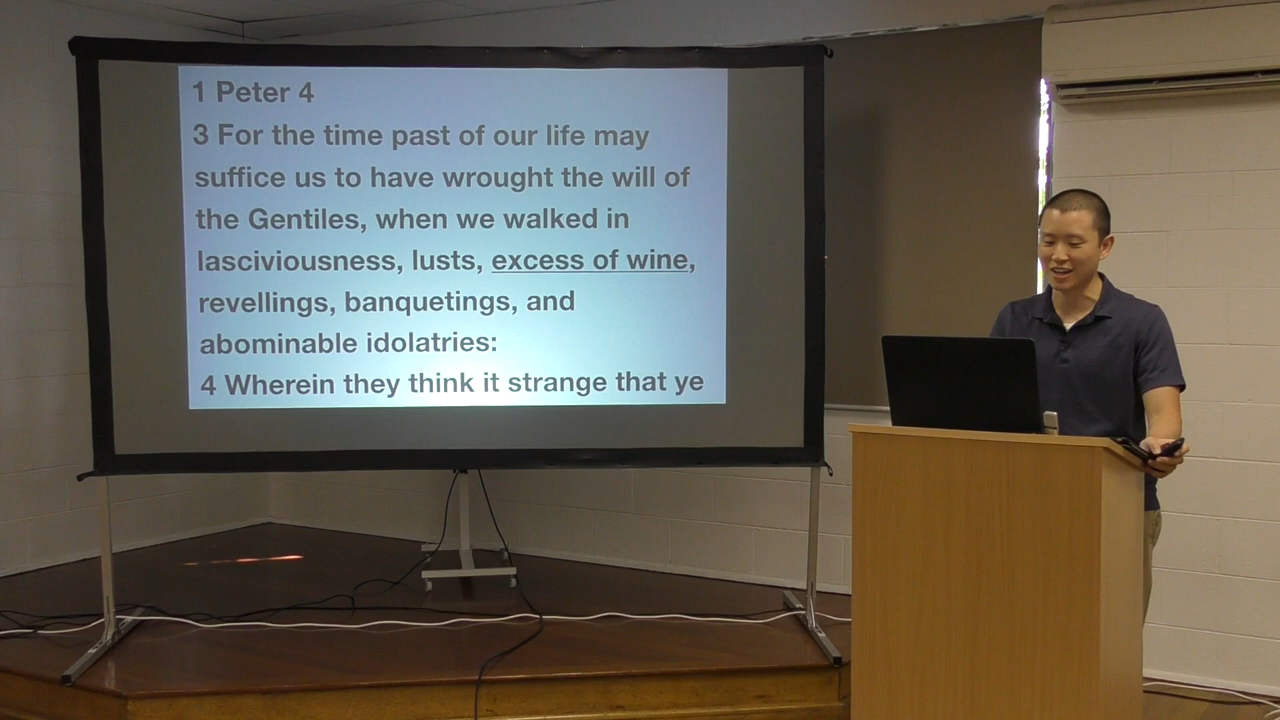 1 Peter 4
3 For the time past of our life may
suffice us to have wrought the will of
the Gentiles, when we walked in
lasciviousness, lusts, excess of wine,
revellings, banquetings, and
abominable idolatries:
4 Wherein they think it strange that ye